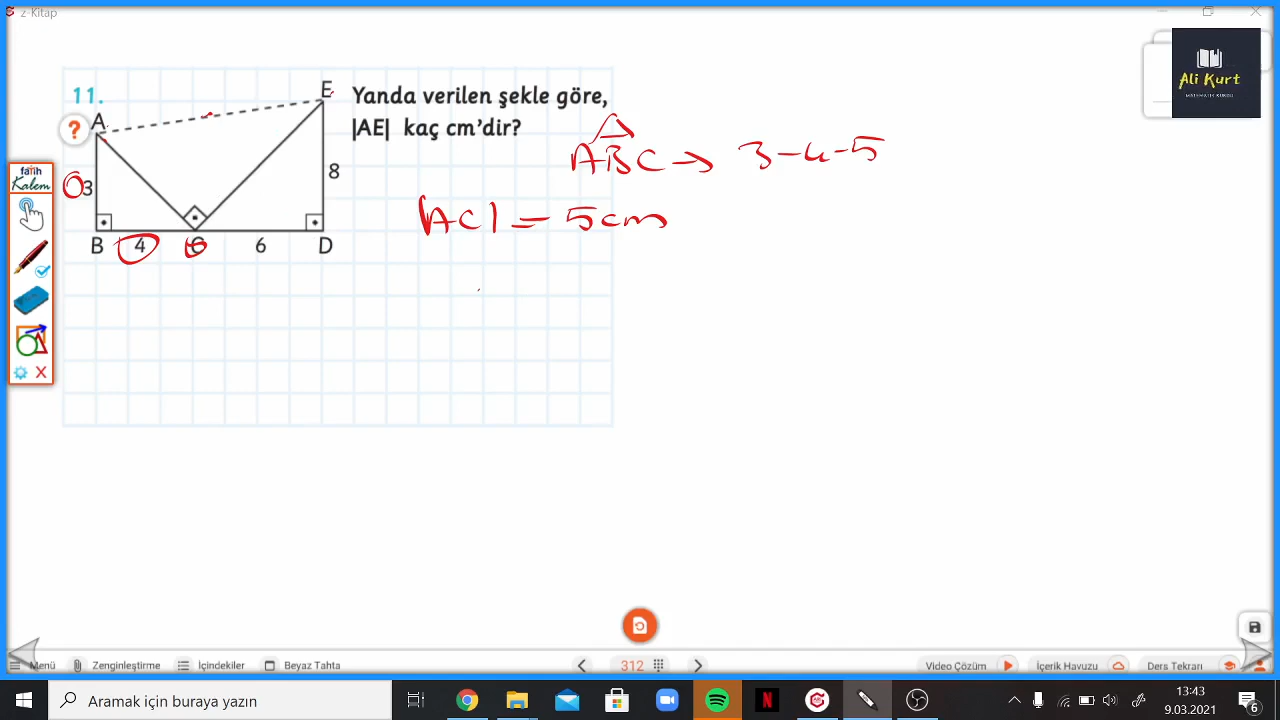 z-Kitap
Ali Kurt
11.
Yanda verilen şekle göre,
|AE| kaç cm'dir?
?
A
E
3
8
B
4
C
6
D
ABC → 3-4-5
|AC| = 5cm
fatih
Kalem
Menü
Zenginleştirme
İçindekiler
Beyaz Tahta
312
Video Çözüm
İçerik Havuzu
Ders Tekrarı
Aramak için buraya yazın
13:43
9.03.2021
6